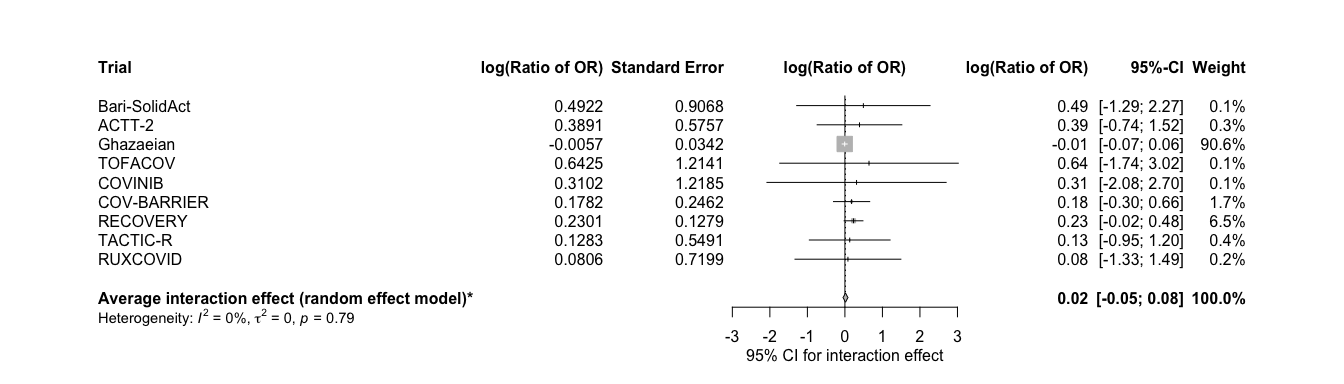 Trial log(Ratio of OR) Standard Error log(Ratio of OR) log(Ratio of OR) 95%-CI Weight
Bari-SolidAct 0.4922 0.9068 0.49 [-1.29; 2.27] 0.1%
ACTT-2 0.3891 0.5757 0.39 [-0.74; 1.52] 0.3%
Ghazaeian -0.0057 0.0342 -0.01 [-0.07; 0.06] 90.6%
TOFACOV 0.6425 1.2141 0.64 [-1.74; 3.02] 0.1%
COVINIB 0.3102 1.2185 0.31 [-2.08; 2.70] 0.1%
COV-BARRIER 0.1782 0.2462 0.18 [-0.30; 0.66] 1.7%
RECOVERY 0.2301 0.1279 0.23 [-0.02; 0.48] 6.5%
TACTIC-R 0.1283 0.5491 0.13 [-0.95; 1.20] 0.4%
RUXCOVID 0.0806 0.7199 0.08 [-1.33; 1.49] 0.2%
Average interaction effect (random effect model)* 0.02 [-0.05; 0.08] 100.0%
Heterogeneity: I² = 0%, τ² = 0, p = 0.79
-3 -2 -1 0 1 2 3
95% CI for interaction effect